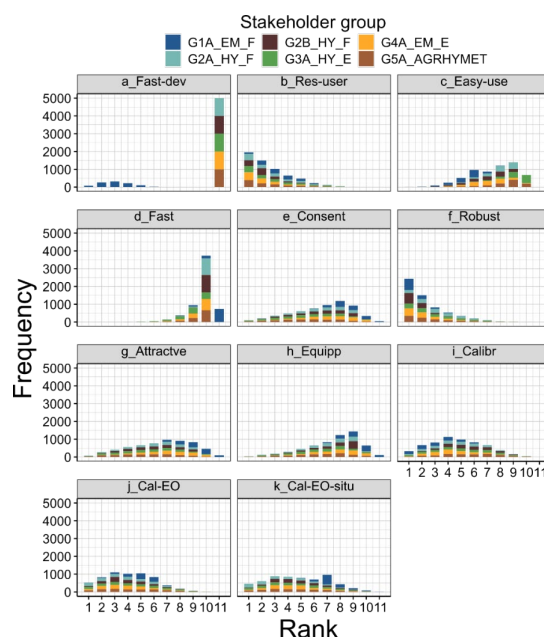 Stakeholder group
G1A_EM_F G2B_HY_F G4A_EM_E
G2A_HY_F G3A_HY_E G5A_AGRHYMET
a_Fast-dev b_Res-user c_Easy-use
5000
4000
3000
2000
1000
0
d_Fast e_Consent f_Robust
5000
4000
3000
2000
1000
0
Frequency
g_Attractve h_Equipp i_Calibr
5000
4000
3000
2000
1000
0
1 2 3 4 5 6 7 8 9 10 11
j_Cal-EO k_Cal-EO-situ
5000
4000
3000
2000
1000
0
1 2 3 4 5 6 7 8 9 10 11 1 2 3 4 5 6 7 8 9 10 11
Rank